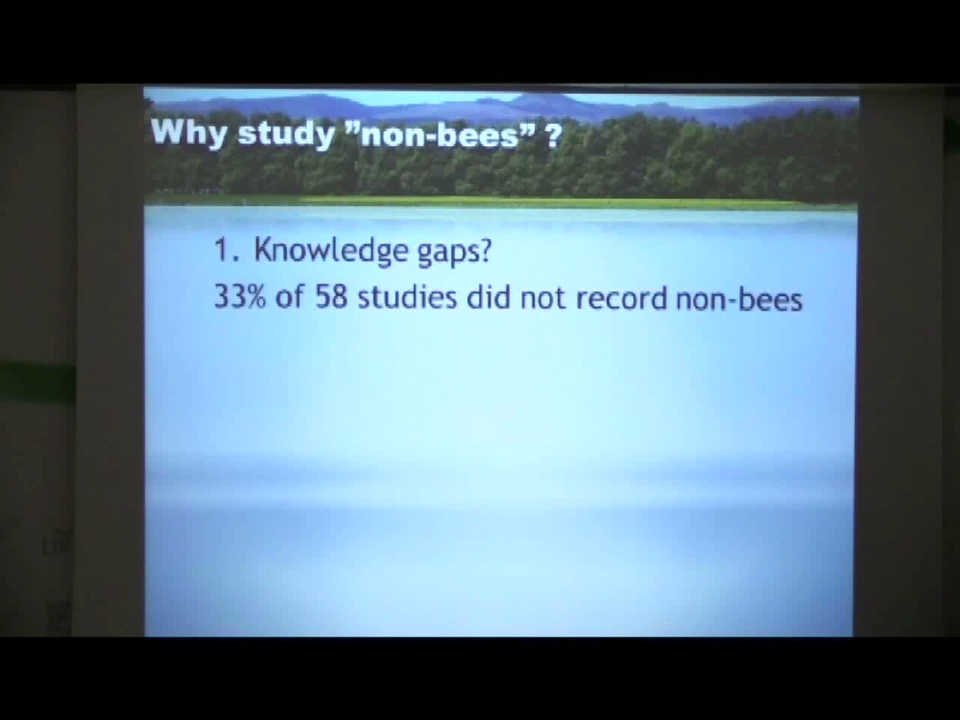 Why study ”non-bees” ?
1. Knowledge gaps?
33% of 58 studies did not record non-bees